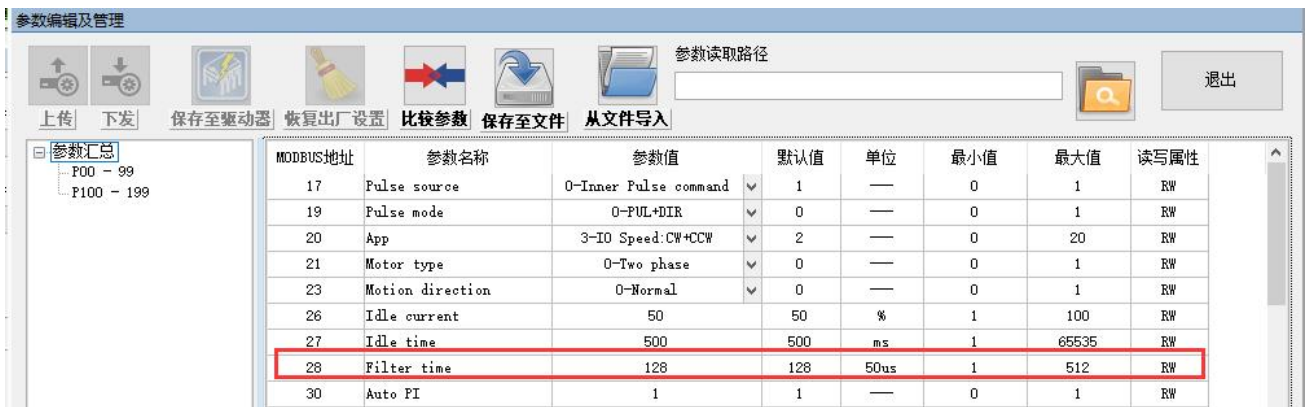 参数编辑及管理
参数读取路径
退出
上传 下发 保存至驱动器 恢复出厂设置 比较参数 保存至文件 从文件导入
参数汇总
P00 - 99
P100 - 199
MODBUS地址 参数名称 参数值 默认值 单位 最小值 最大值 读写属性
17 Pulse source 0-Inner Pulse command 1 — 0 1 RW
19 Pulse mode 0-PUL+DIR 0 — 0 1 RW
20 App 3-IO Speed:CW+CCW 2 — 0 20 RW
21 Motor type 0-Two phase 0 — 0 1 RW
23 Motion direction 0-Normal 0 — 0 1 RW
26 Idle current 50 50 % 1 100 RW
27 Idle time 500 500 ms 1 65535 RW
28 Filter time 128 128 50us 1 512 RW
30 Auto PI 1 1 — 0 1 RW